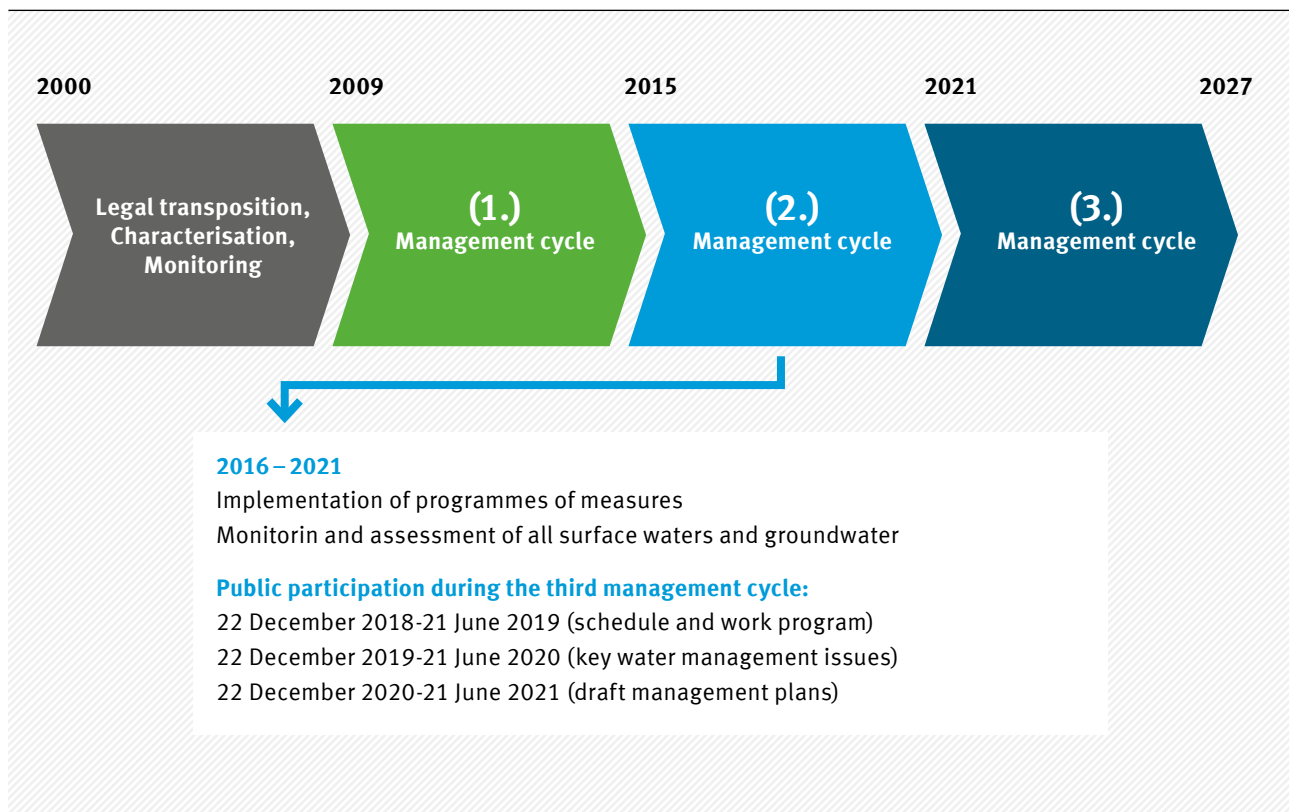 2000 2009 2015 2021 2027
Legal transposition,
Characterisation,
Monitoring
(1.)
Management cycle
(2.)
Management cycle
(3.)
Management cycle
2016 – 2021
Implementation of programmes of measures
Monitorin and assessment of all surface waters and groundwater
Public participation during the third management cycle:
22 December 2018-21 June 2019 (schedule and work program)
22 December 2019-21 June 2020 (key water management issues)
22 December 2020-21 June 2021 (draft management plans)